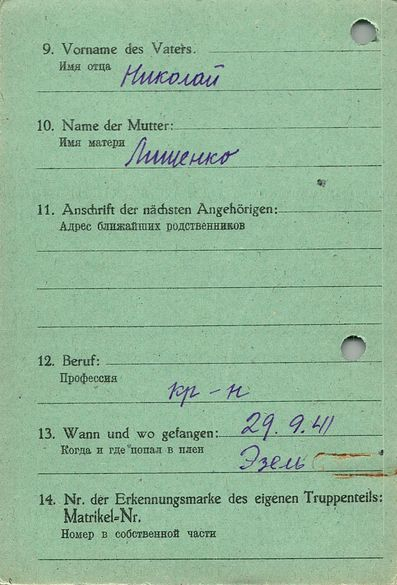 9. Vorname des Vaters.
Имя отца
Николай
10. Name der Mutter:
Имя матери
Лищенко
11. Anschrift der nächsten Angehörigen:
Адрес ближайших родственников
12. Beruf:
Профессия
кр-н
13. Wann und wo gefangen: 29.9.41
Когда и где попал в плен Эзель
14. Nr. der Erkennungsmarke des eigenen Truppenteils:
Matrikel=Nr.
Номер в собственной части